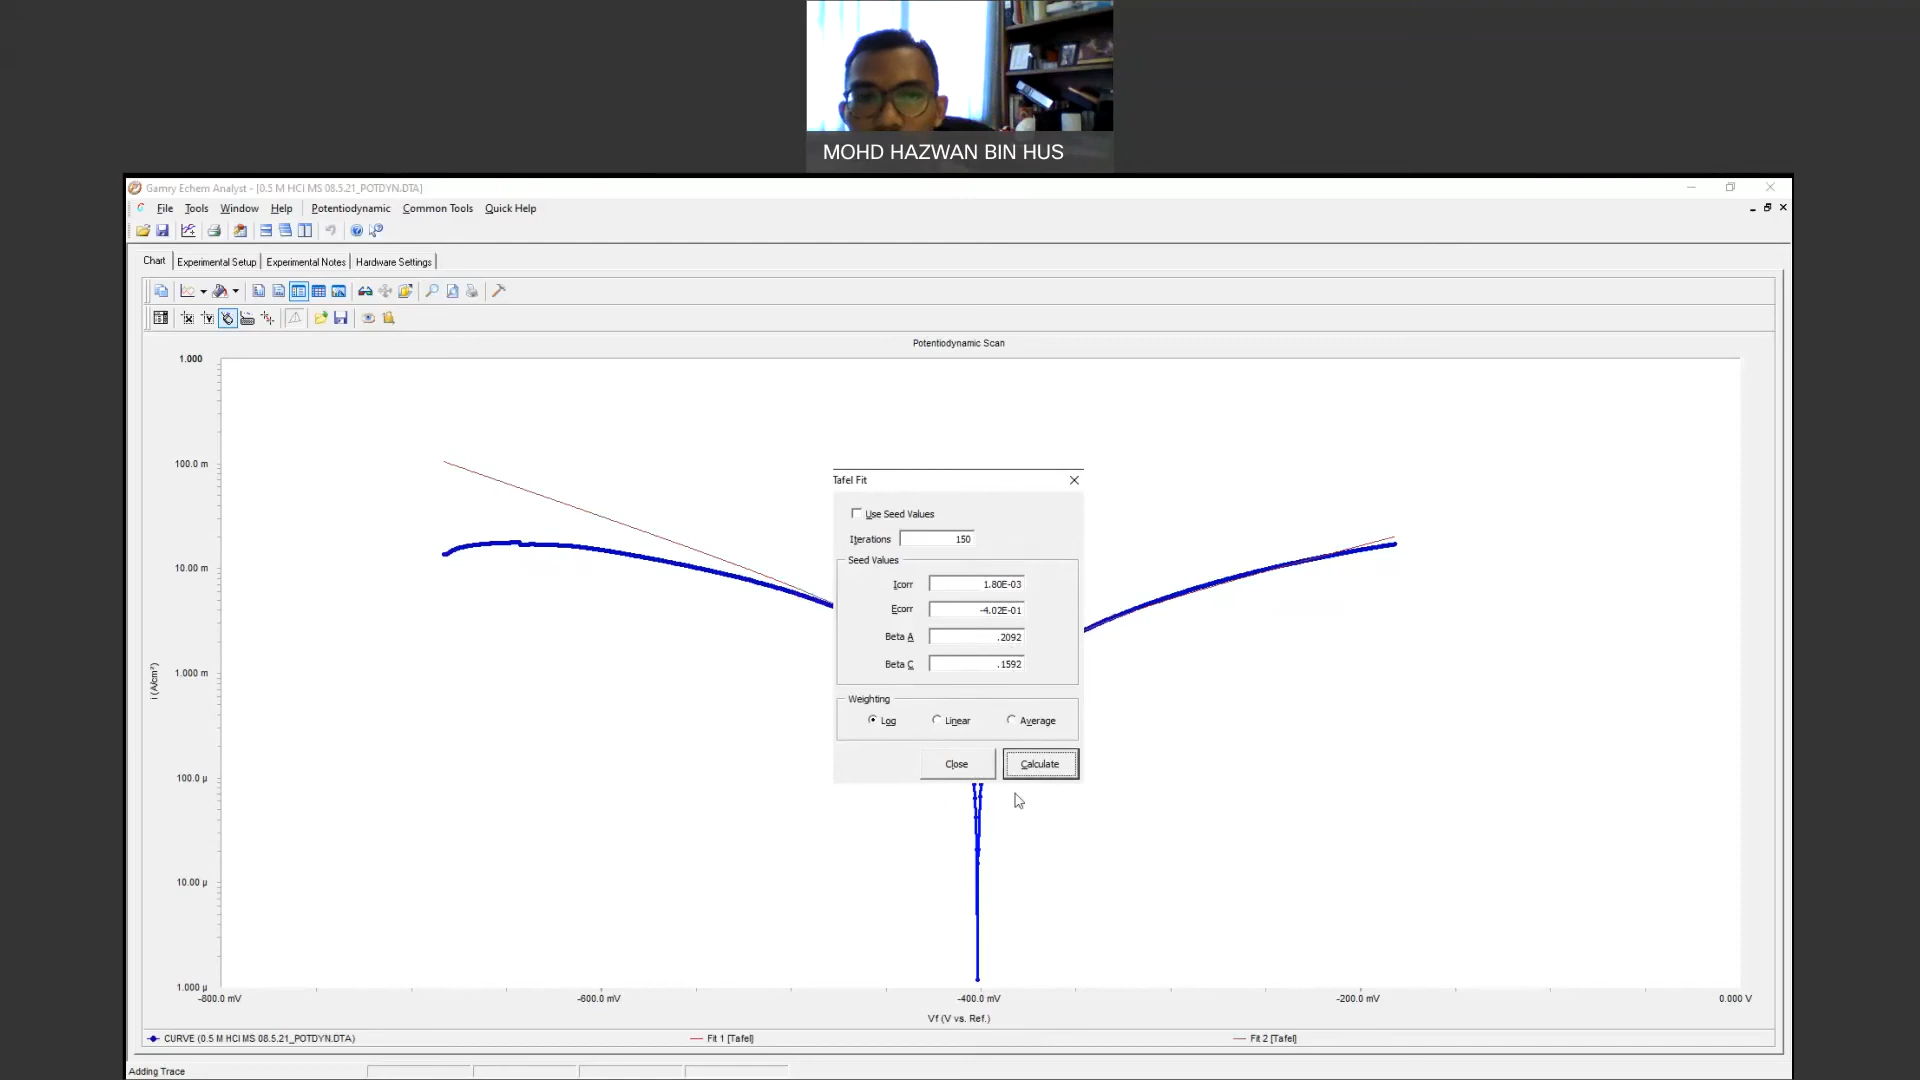 MOHD HAZWAN BIN HUS
Gamry Echem Analyst - [0.5 M HCl MS 08.5.21_POTDYN.DTA]
File Tools Window Help Potentiodynamic Common Tools Quick Help
Chart Experimental Setup Experimental Notes Hardware Settings
Potentiodynamic Scan
1.000
100.0 m
10.00 m
1.000 m
100.0 µ
10.00 µ
1.000 µ
i (A/cm²)
Tafel Fit
Use Seed Values
Iterations 150
Seed Values
Icorr 1.80E-03
Ecorr -4.02E-01
Beta A .2092
Beta C .1592
Weighting
Log Linear Average
Close Calculate
-800.0 mV -600.0 mV -400.0 mV -200.0 mV 0.000 V
Vf (V vs. Ref.)
CURVE (0.5 M HCl MS 08.5.21_POTDYN.DTA) Fit 1 [Tafel] Fit 2 [Tafel]
Adding Trace